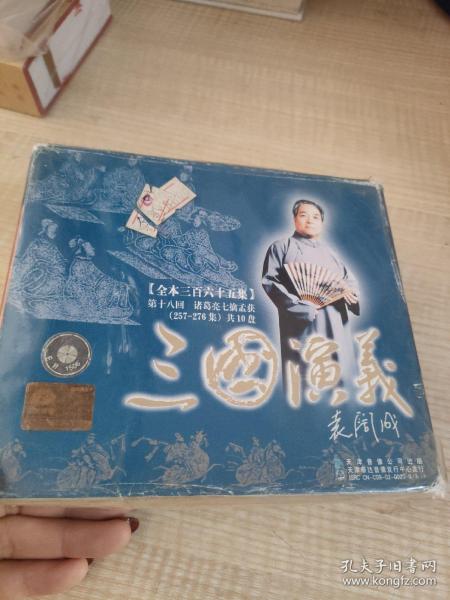 【全本三百六十五集】
第十八回 诸葛亮七擒孟获
(257-276集) 共10盘
三國演義
袁阔成
天津音像公司出版
孔夫子旧书网
www.kongfz.com